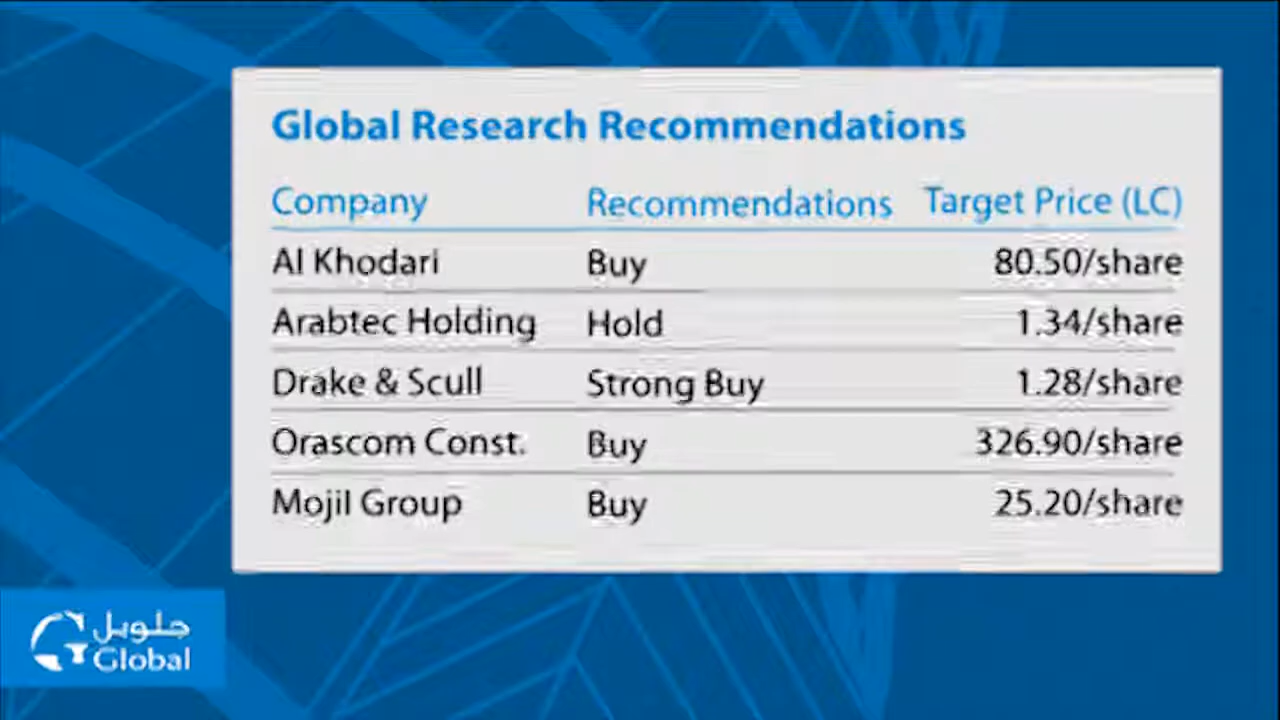 Global Research Recommendations
Company Recommendations Target Price (LC)
Al Khodari Buy 80.50/share
Arabtec Holding Hold 1.34/share
Drake & Scull Strong Buy 1.28/share
Orascom Const. Buy 326.90/share
Mojil Group Buy 25.20/share
جلوبل
Global